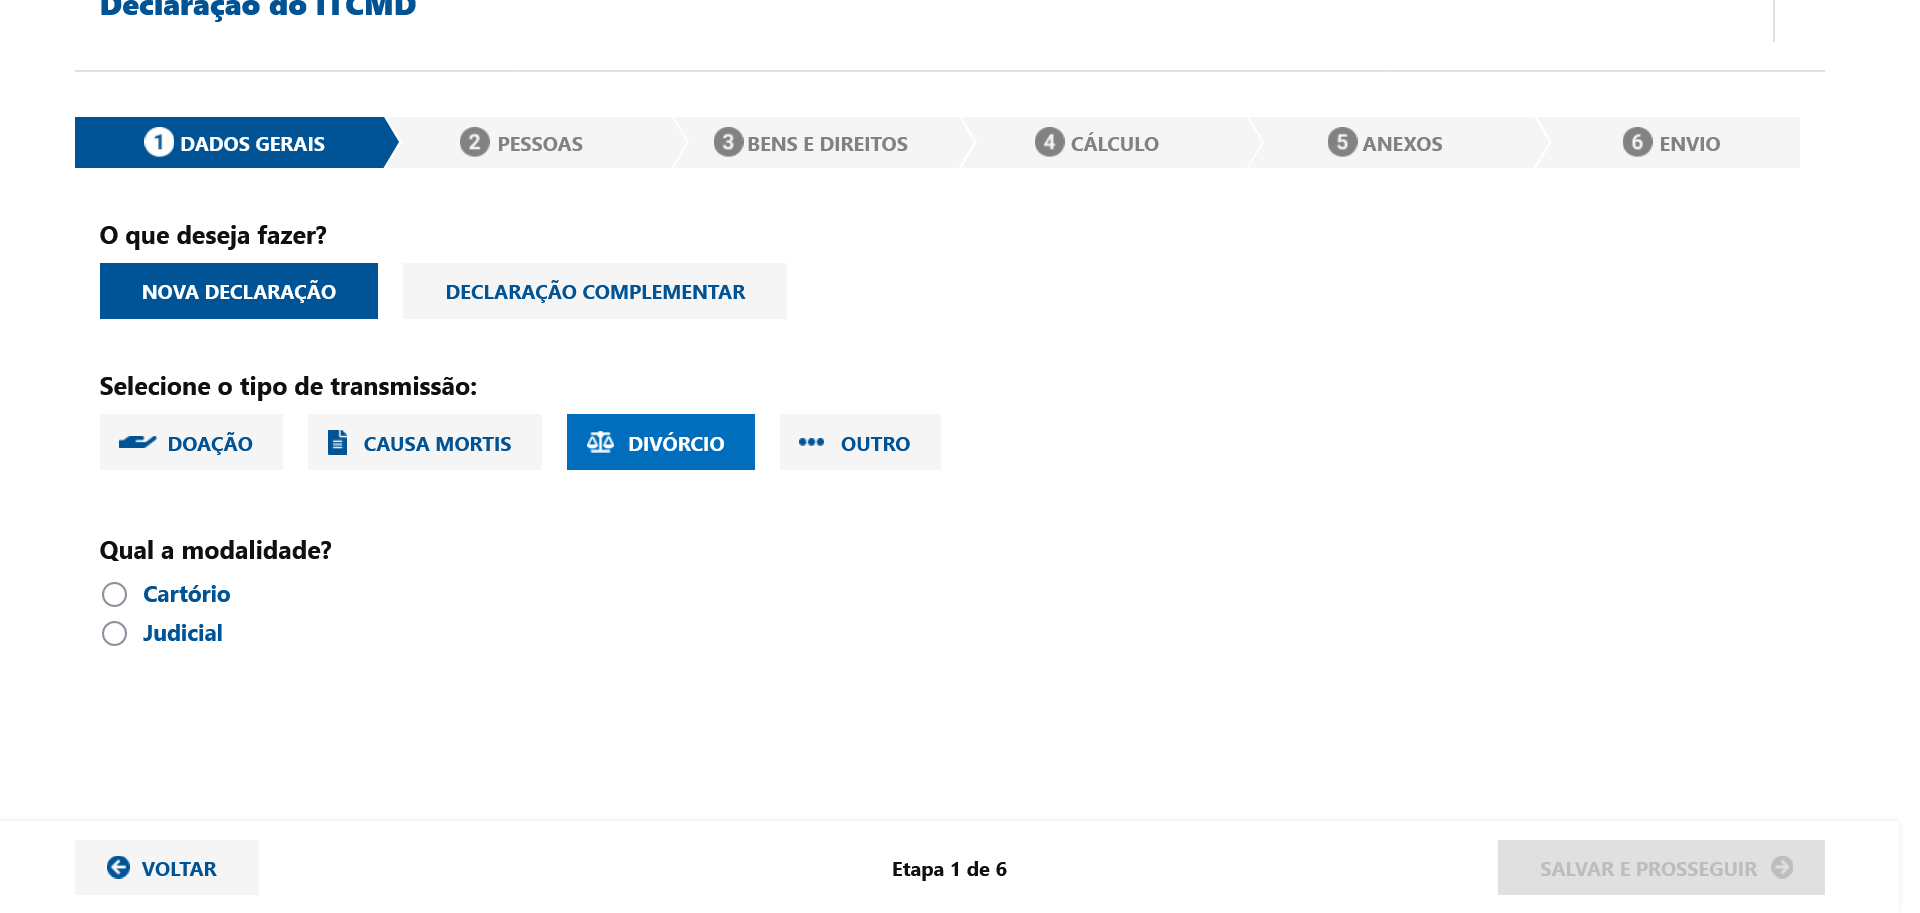 Declaração do ITCMD
1 DADOS GERAIS
2 PESSOAS
3 BENS E DIREITOS
4 CÁLCULO
5 ANEXOS
6 ENVIO
O que deseja fazer?
NOVA DECLARAÇÃO
DECLARAÇÃO COMPLEMENTAR
Selecione o tipo de transmissão:
DOAÇÃO
CAUSA MORTIS
DIVÓRCIO
OUTRO
Qual a modalidade?
Cartório
Judicial
VOLTAR
Etapa 1 de 6
SALVAR E PROSSEGUIR